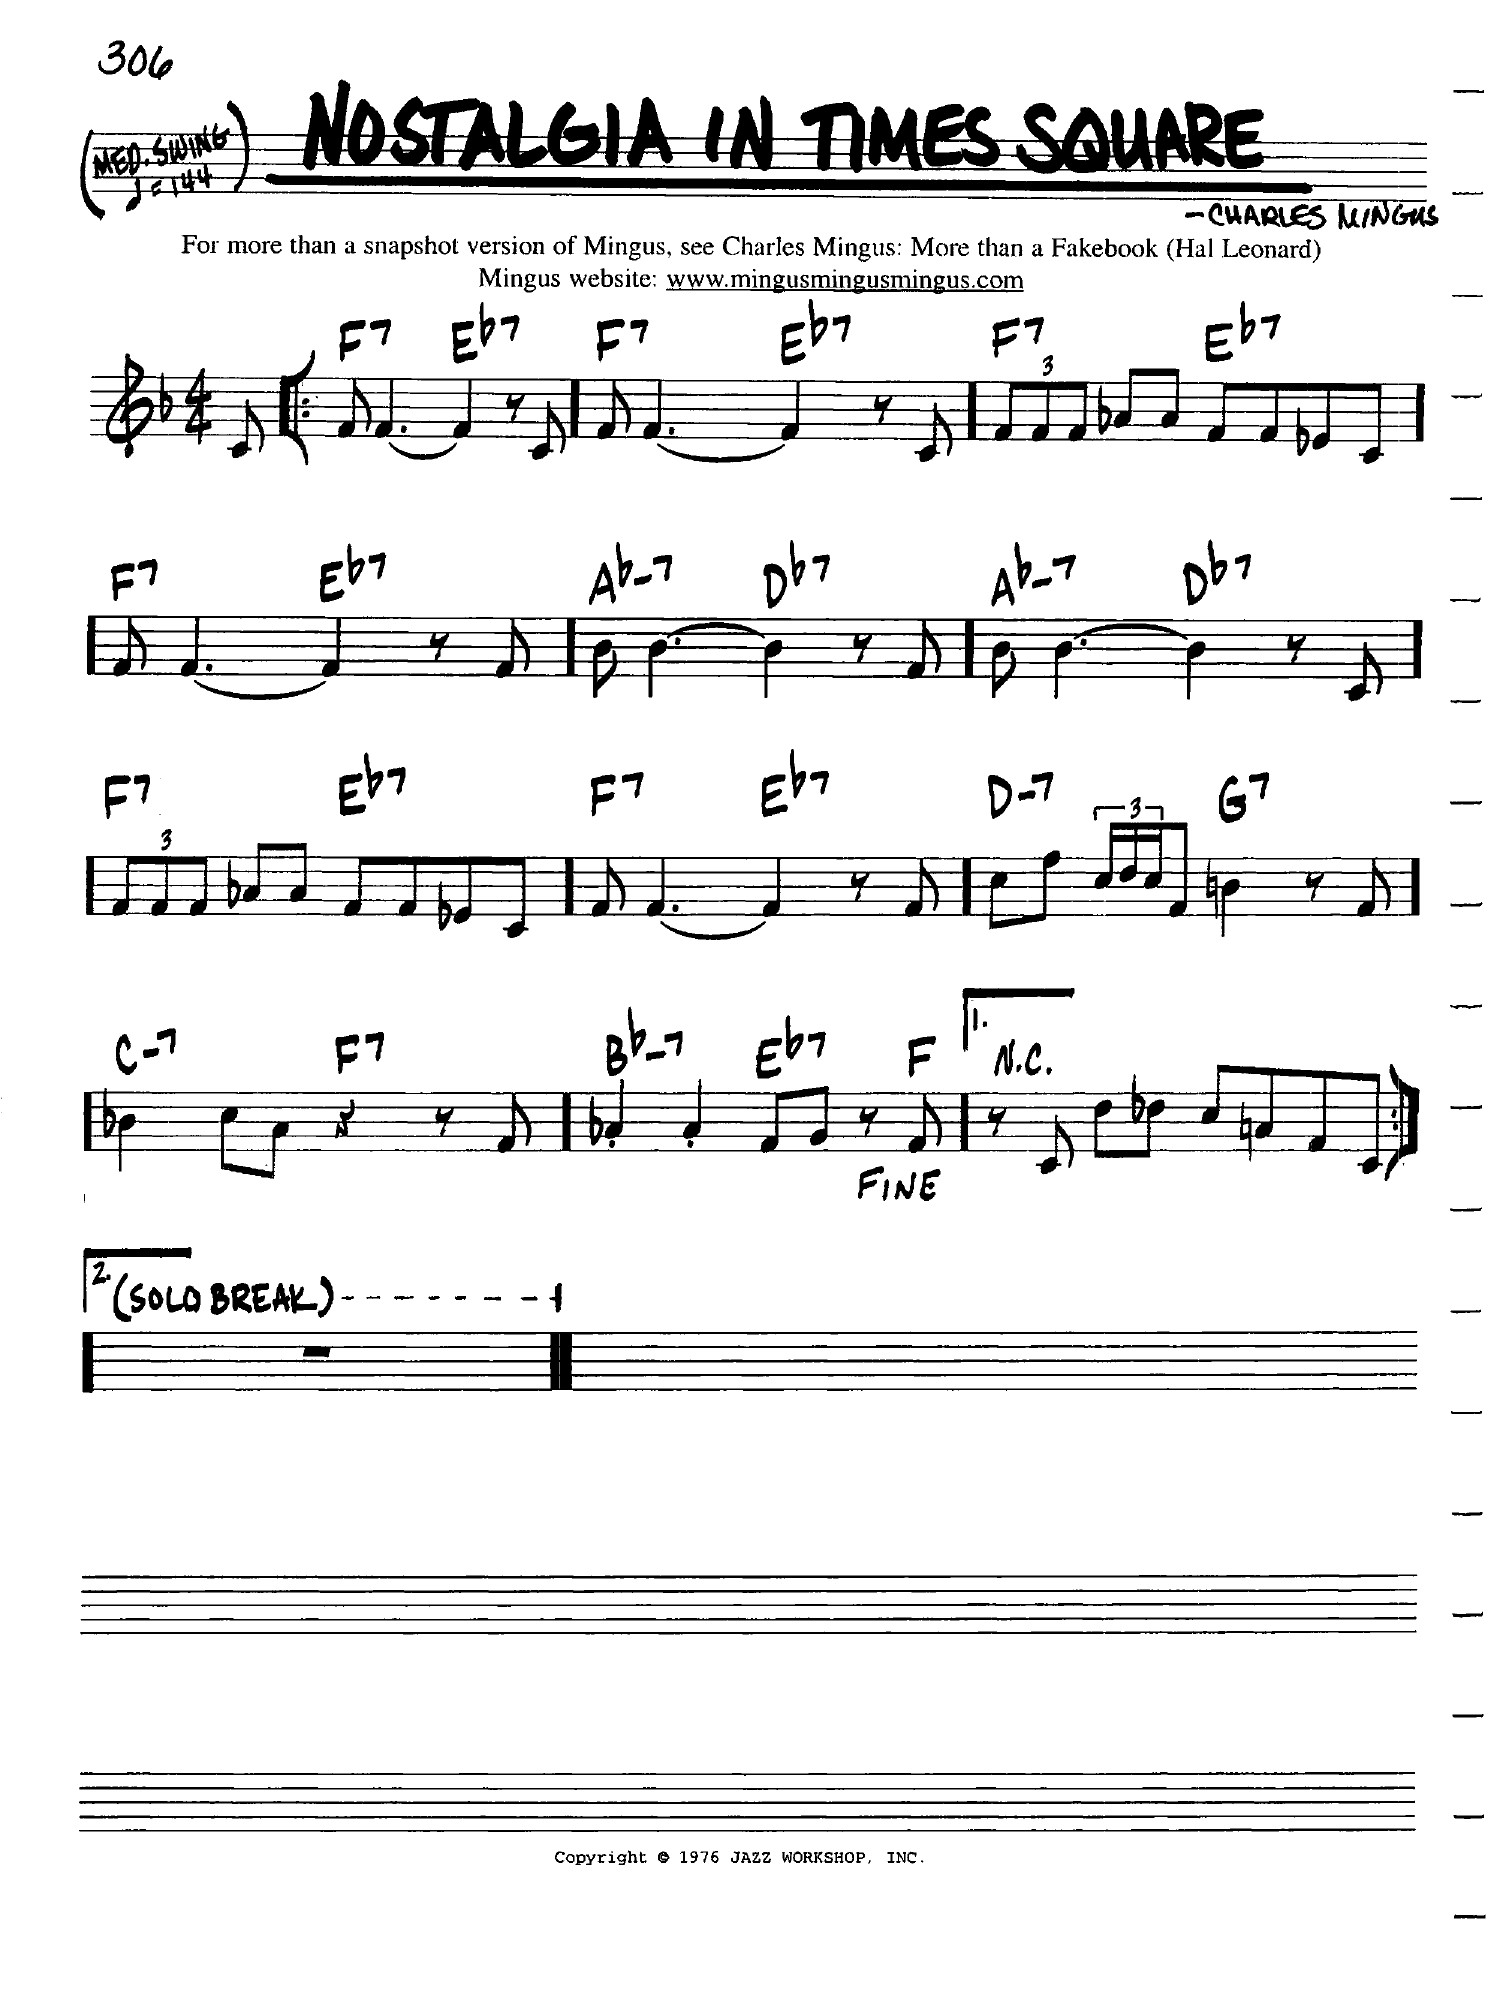 306
NOSTALGIA IN TIMES SQUARE
(MED. SWING)
♩=144
-CHARLES MINGUS
For more than a snapshot version of Mingus, see Charles Mingus: More than a Fakebook (Hal Leonard)
Mingus website: www.mingusmingusmingus.com
F7 Eb7 F7 Eb7 F7 Eb7
4 4 3
F7 Eb7 Ab-7 Db7 Ab-7 Db7
F7 Eb7 F7 Eb7 D-7 G7
3 3
C-7 F7 Bb-7 Eb7 F 1. N.C.
FINE
2. (SOLO BREAK)
Copyright © 1976 JAZZ WORKSHOP, INC.